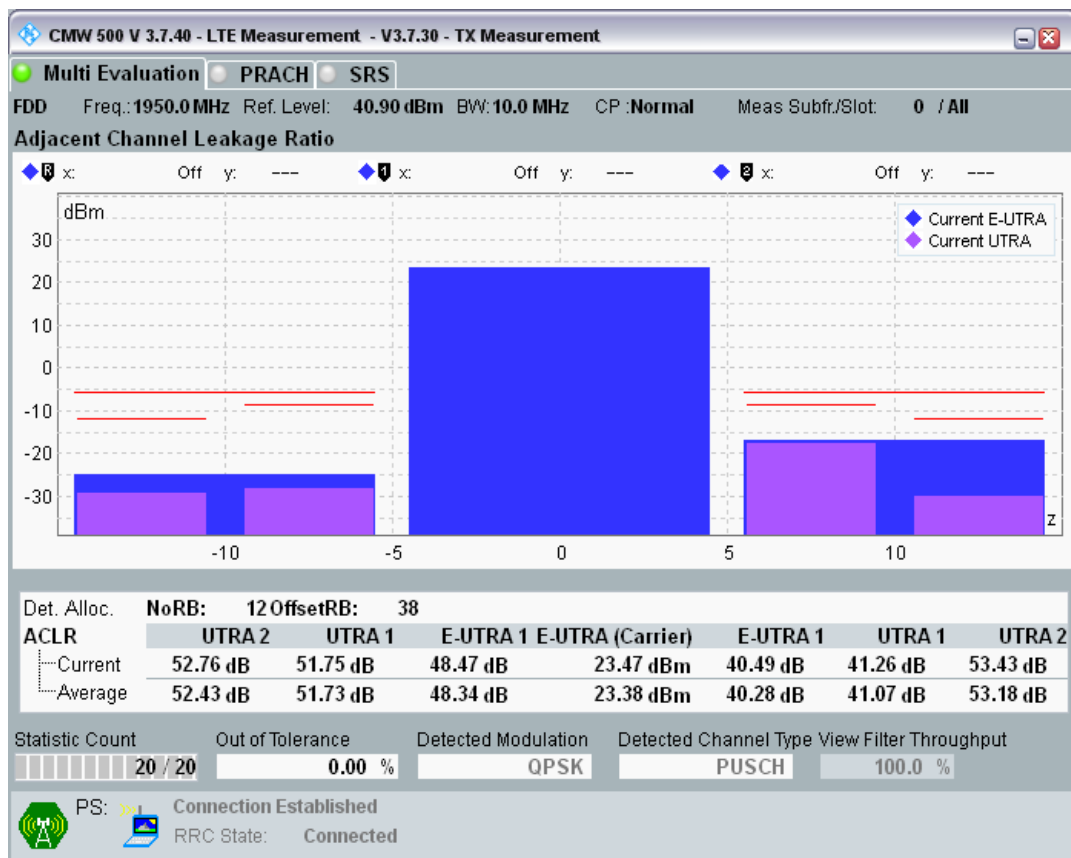 CMW 500 V 3.7.40 - LTE Measurement - V3.7.30 - TX Measurement
Multi Evaluation PRACH SRS
FDD Freq.:1950.0 MHz Ref. Level: 40.90 dBm BW: 10.0 MHz CP :Normal Meas Subfr./Slot: 0 / All
Adjacent Channel Leakage Ratio
R x: Off y: --- 1 x: Off y: --- 2 x: Off y: ---
dBm
Current E-UTRA
Current UTRA
30
20
10
0
-10
-20
-30
z
-10 -5 0 5 10
Det. Alloc. NoRB: 12 OffsetRB: 38
ACLR UTRA 2 UTRA 1 E-UTRA 1 E-UTRA (Carrier) E-UTRA 1 UTRA 1 UTRA 2
Current 52.76 dB 51.75 dB 48.47 dB 23.47 dBm 40.49 dB 41.26 dB 53.43 dB
Average 52.43 dB 51.73 dB 48.34 dB 23.38 dBm 40.28 dB 41.07 dB 53.18 dB
Statistic Count Out of Tolerance Detected Modulation Detected Channel Type View Filter Throughput
20 / 20 0.00 % QPSK PUSCH 100.0 %
PS: Connection Established
RRC State: Connected